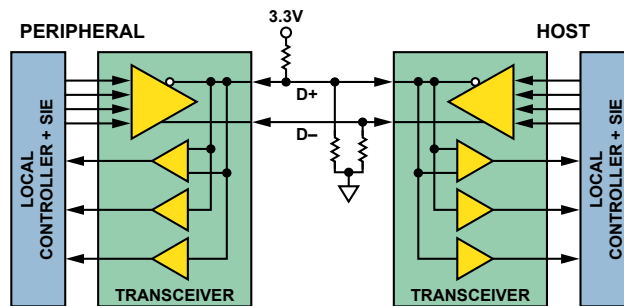 3.3V
PERIPHERAL
HOST
LOCAL
CONTROLLER + SIE
D+
D–
TRANSCEIVER
TRANSCEIVER
LOCAL
CONTROLLER + SIE